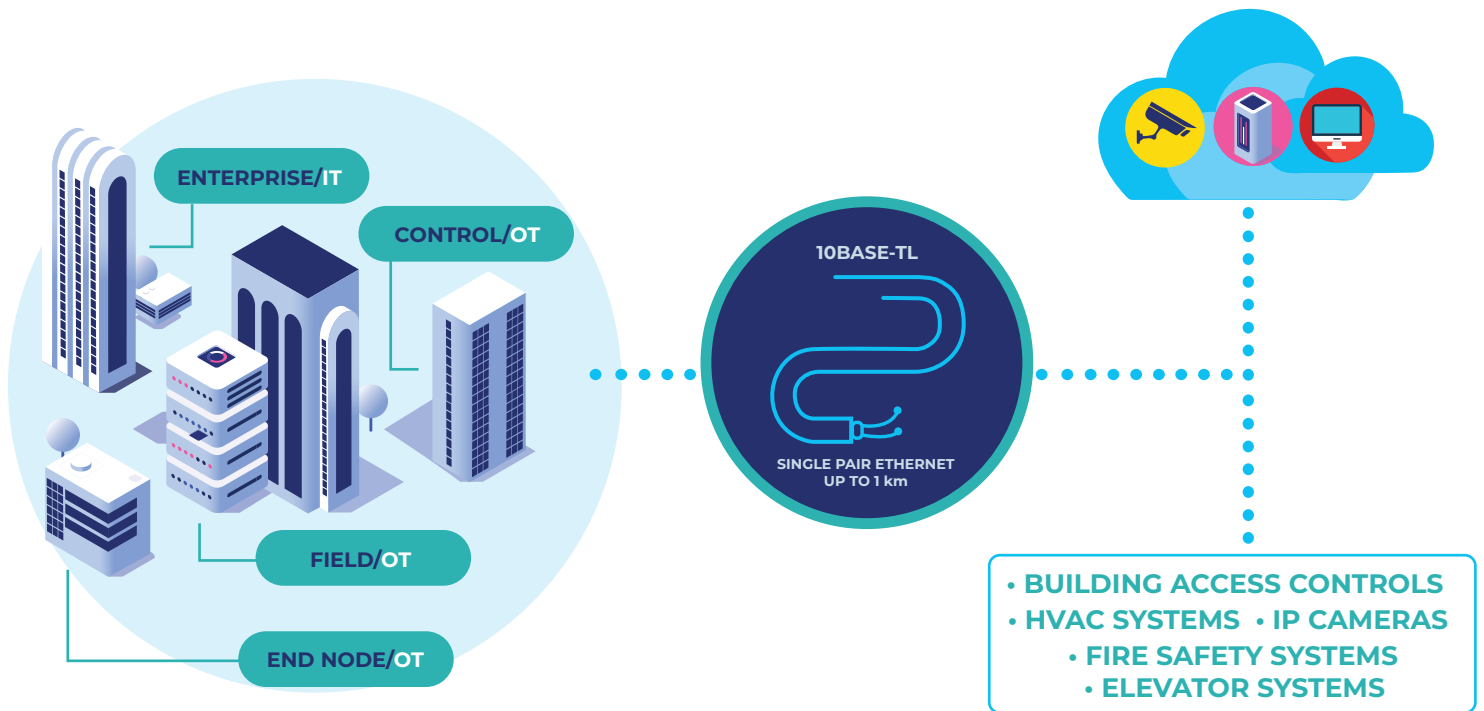 ENTERPRISE/IT
CONTROL/OT
FIELD/OT
END NODE/OT
10BASE-TL
SINGLE PAIR ETHERNET
UP TO 1 km
• BUILDING ACCESS CONTROLS
• HVAC SYSTEMS • IP CAMERAS
• FIRE SAFETY SYSTEMS
• ELEVATOR SYSTEMS